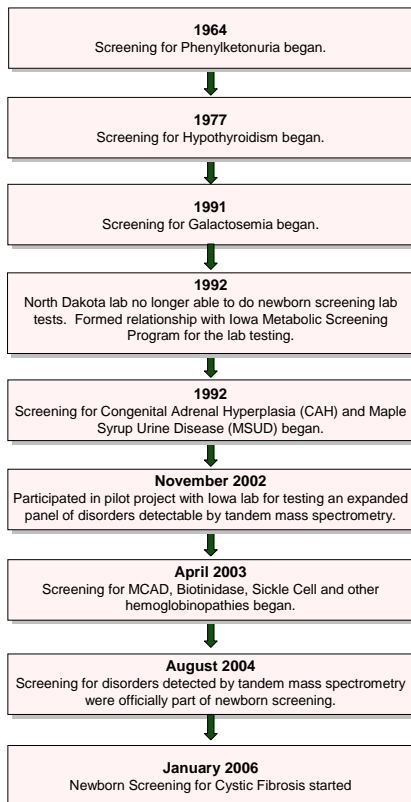 1964
Screening for Phenylketonuria began.
1977
Screening for Hypothyroidism began.
1991
Screening for Galactosemia began.
1992
North Dakota lab no longer able to do newborn screening lab
tests.  Formed relationship with Iowa Metabolic Screening
Program for the lab testing.
1992
Screening for Congenital Adrenal Hyperplasia (CAH) and Maple
Syrup Urine Disease (MSUD) began.
November 2002
Participated in pilot project with Iowa lab for testing an expanded
panel of disorders detectable by tandem mass spectrometry.
April 2003
Screening for MCAD, Biotinidase, Sickle Cell and other
hemoglobinopathies began.
August 2004
Screening for disorders detected by tandem mass spectrometry
were officially part of newborn screening.
January 2006
Newborn Screening for Cystic Fibrosis started